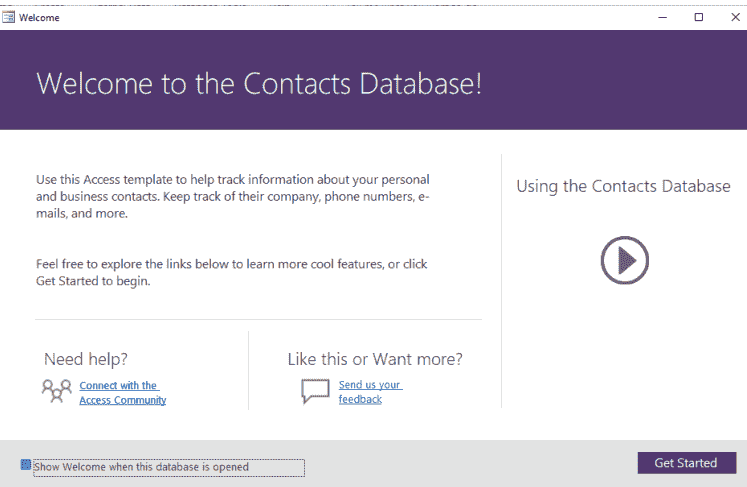 Welcome
Welcome to the Contacts Database!
Use this Access template to help track information about your personal
and business contacts. Keep track of their company, phone numbers, e-
mails, and more.
Feel free to explore the links below to learn more cool features, or click
Get Started to begin.
Using the Contacts Database
Need help?
Connect with the
Access Community
Like this or Want more?
Send us your
feedback
Show Welcome when this database is opened
Get Started